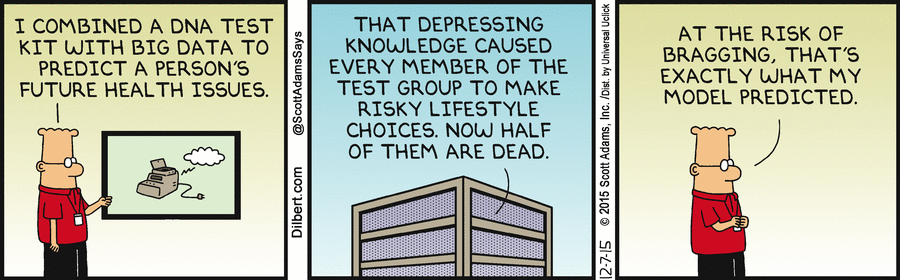 I COMBINED A DNA TEST
KIT WITH BIG DATA TO
PREDICT A PERSON'S
FUTURE HEALTH ISSUES.
Dilbert.com @ScottAdamsSays
THAT DEPRESSING
KNOWLEDGE CAUSED
EVERY MEMBER OF THE
TEST GROUP TO MAKE
RISKY LIFESTYLE
CHOICES. NOW HALF
OF THEM ARE DEAD.
12-7-15 © 2015 Scott Adams, Inc. /Dist. by Universal Uclick
AT THE RISK OF
BRAGGING, THAT'S
EXACTLY WHAT MY
MODEL PREDICTED.